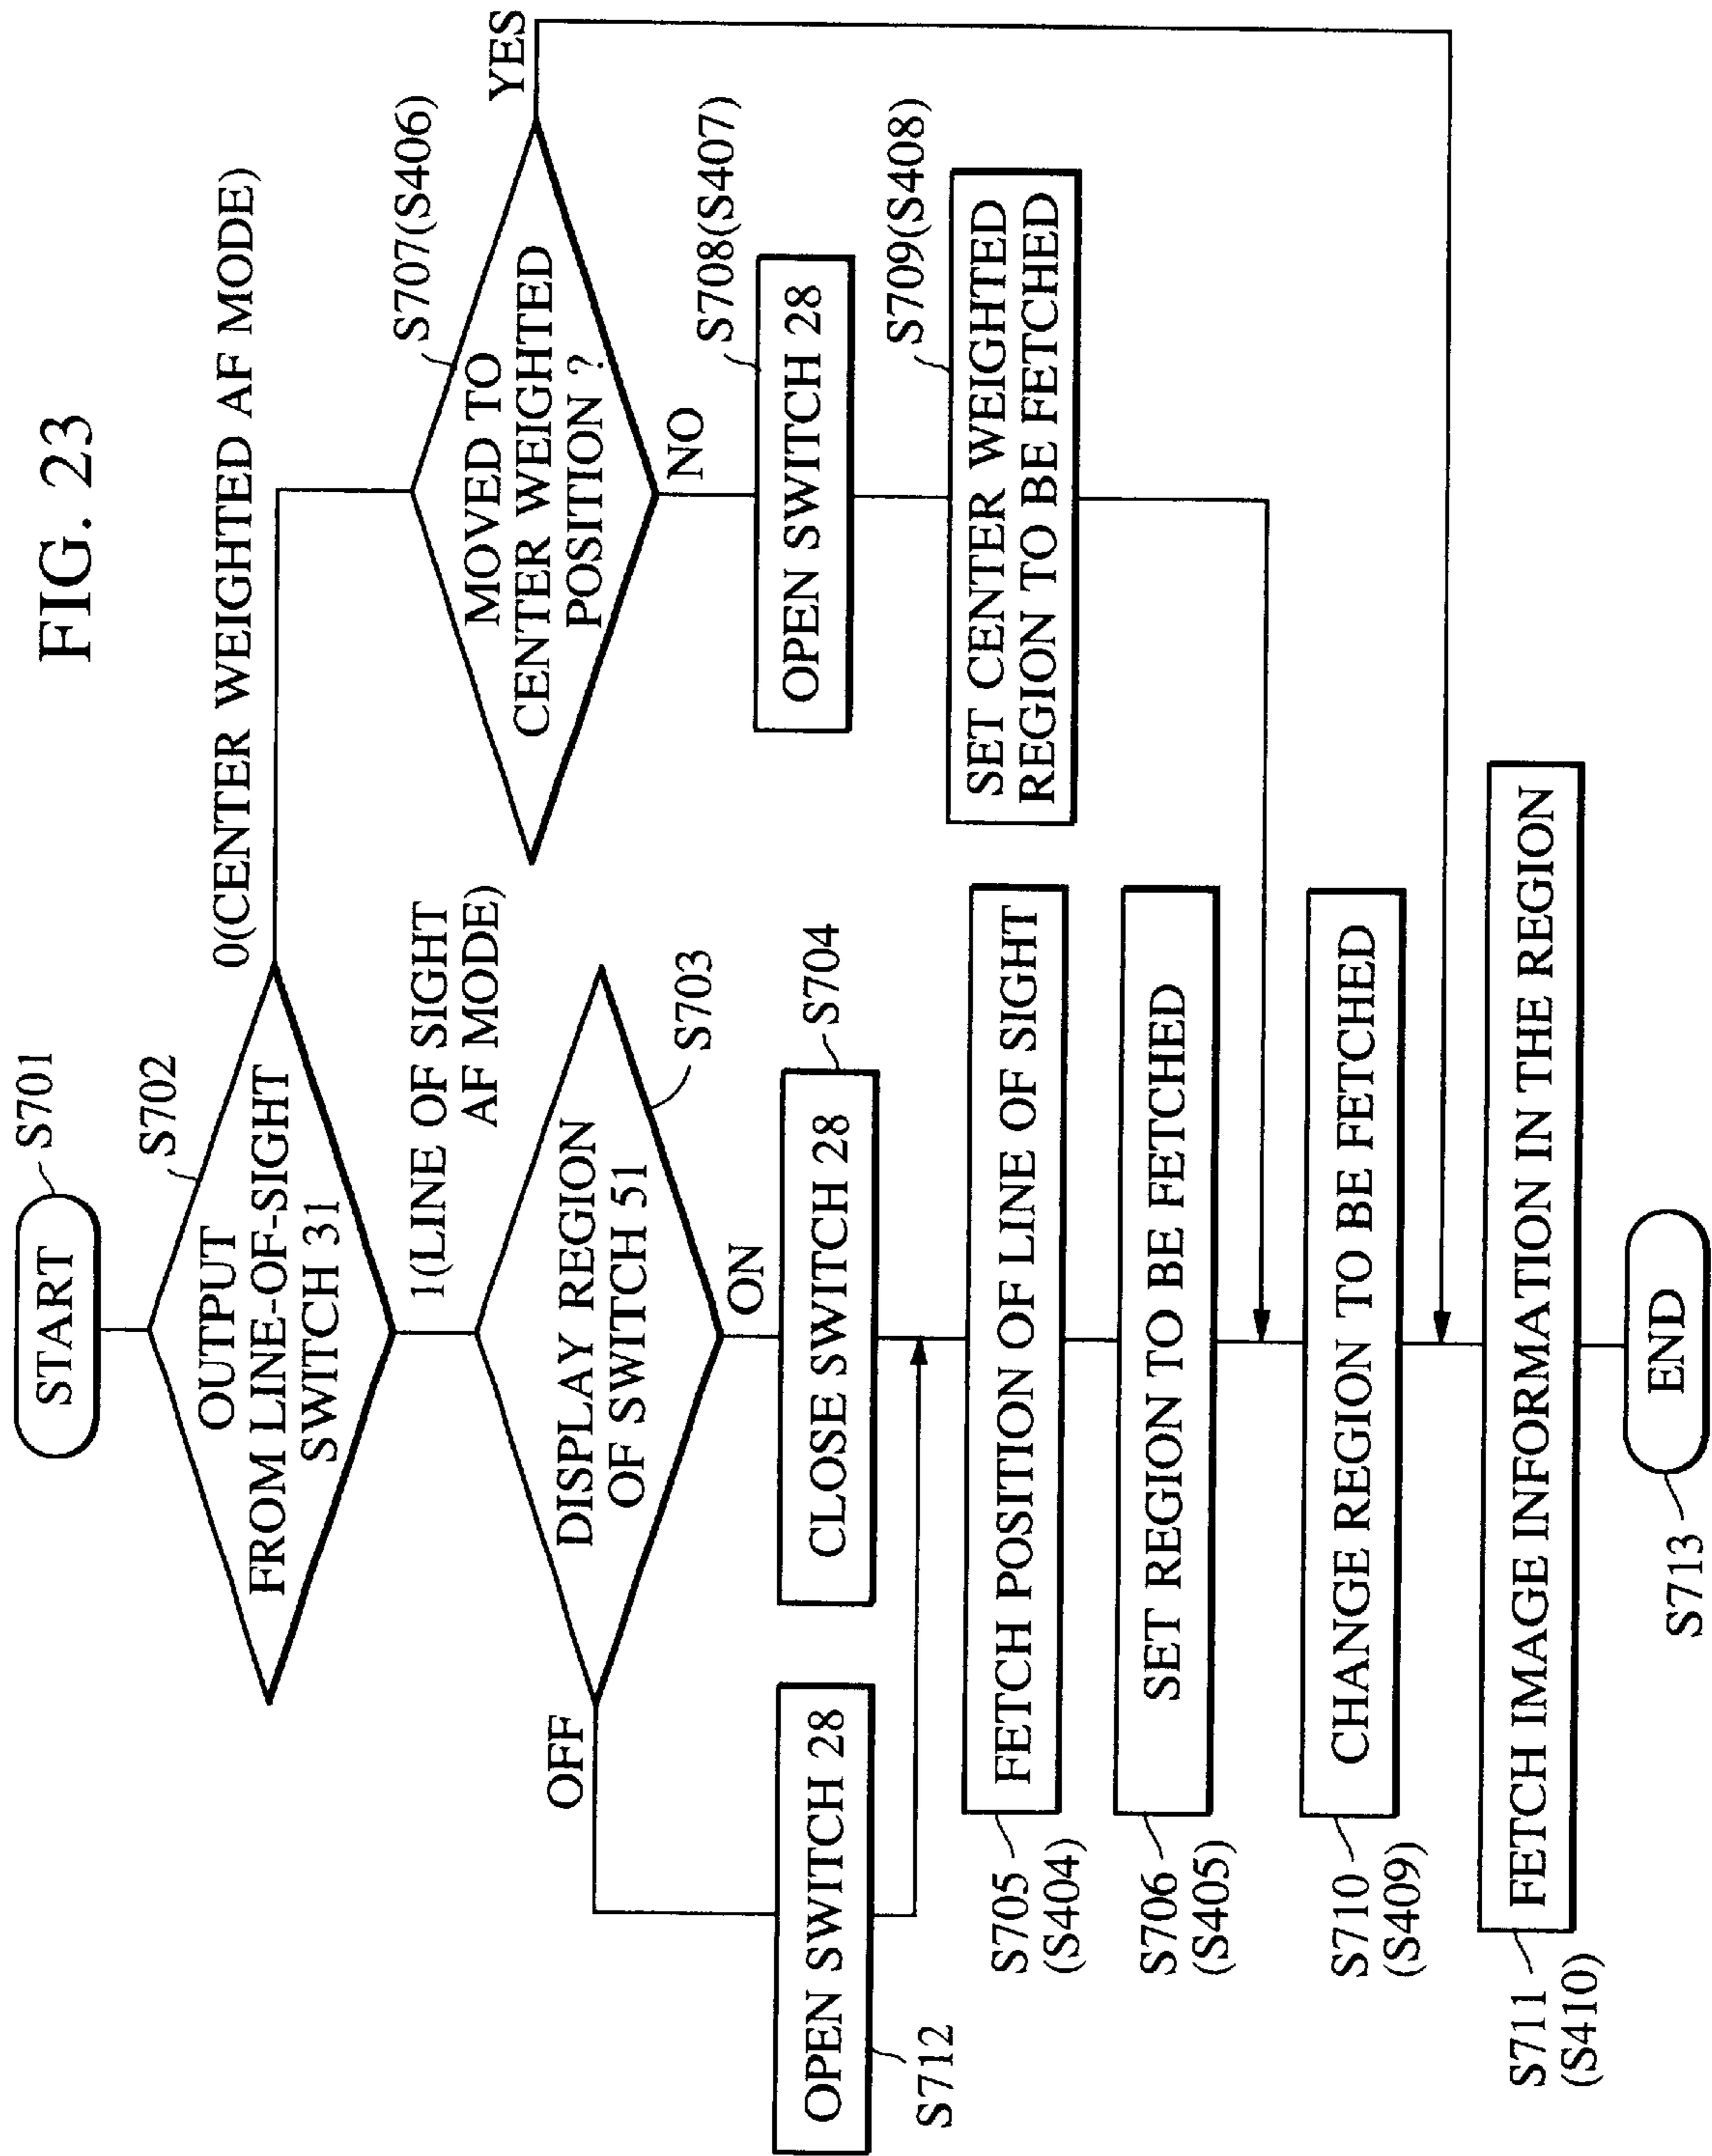 FIG. 23
START
S701
OUTPUT
FROM LINE-OF-SIGHT
SWITCH 31
S702
0(CENTER WEIGHTED AF MODE)
1(LINE OF SIGHT
AF MODE)
DISPLAY REGION
OF SWITCH 51
S703
OFF
ON
MOVED TO
CENTER WEIGHTED
POSITION ?
S707(S406)
YES
NO
OPEN SWITCH 28
S712
CLOSE SWITCH 28
S704
OPEN SWITCH 28
S708(S407)
FETCH POSITION OF LINE OF SIGHT
S705
(S404)
SET CENTER WEIGHTED
REGION TO BE FETCHED
S709(S408)
SET REGION TO BE FETCHED
S706
(S405)
CHANGE REGION TO BE FETCHED
S710
(S409)
FETCH IMAGE INFORMATION IN THE REGION
S711
(S410)
END
S713